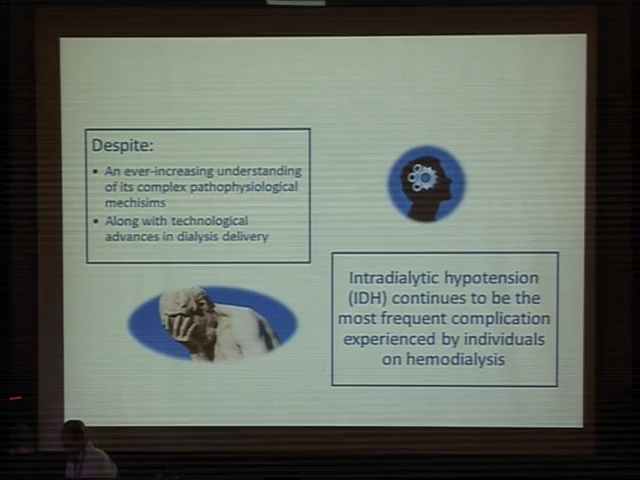 Despite:
• An ever-increasing understanding
of its complex pathophysiological
mechisims
• Along with technological
advances in dialysis delivery
Intradialytic hypotension
(IDH) continues to be the
most frequent complication
experienced by individuals
on hemodialysis